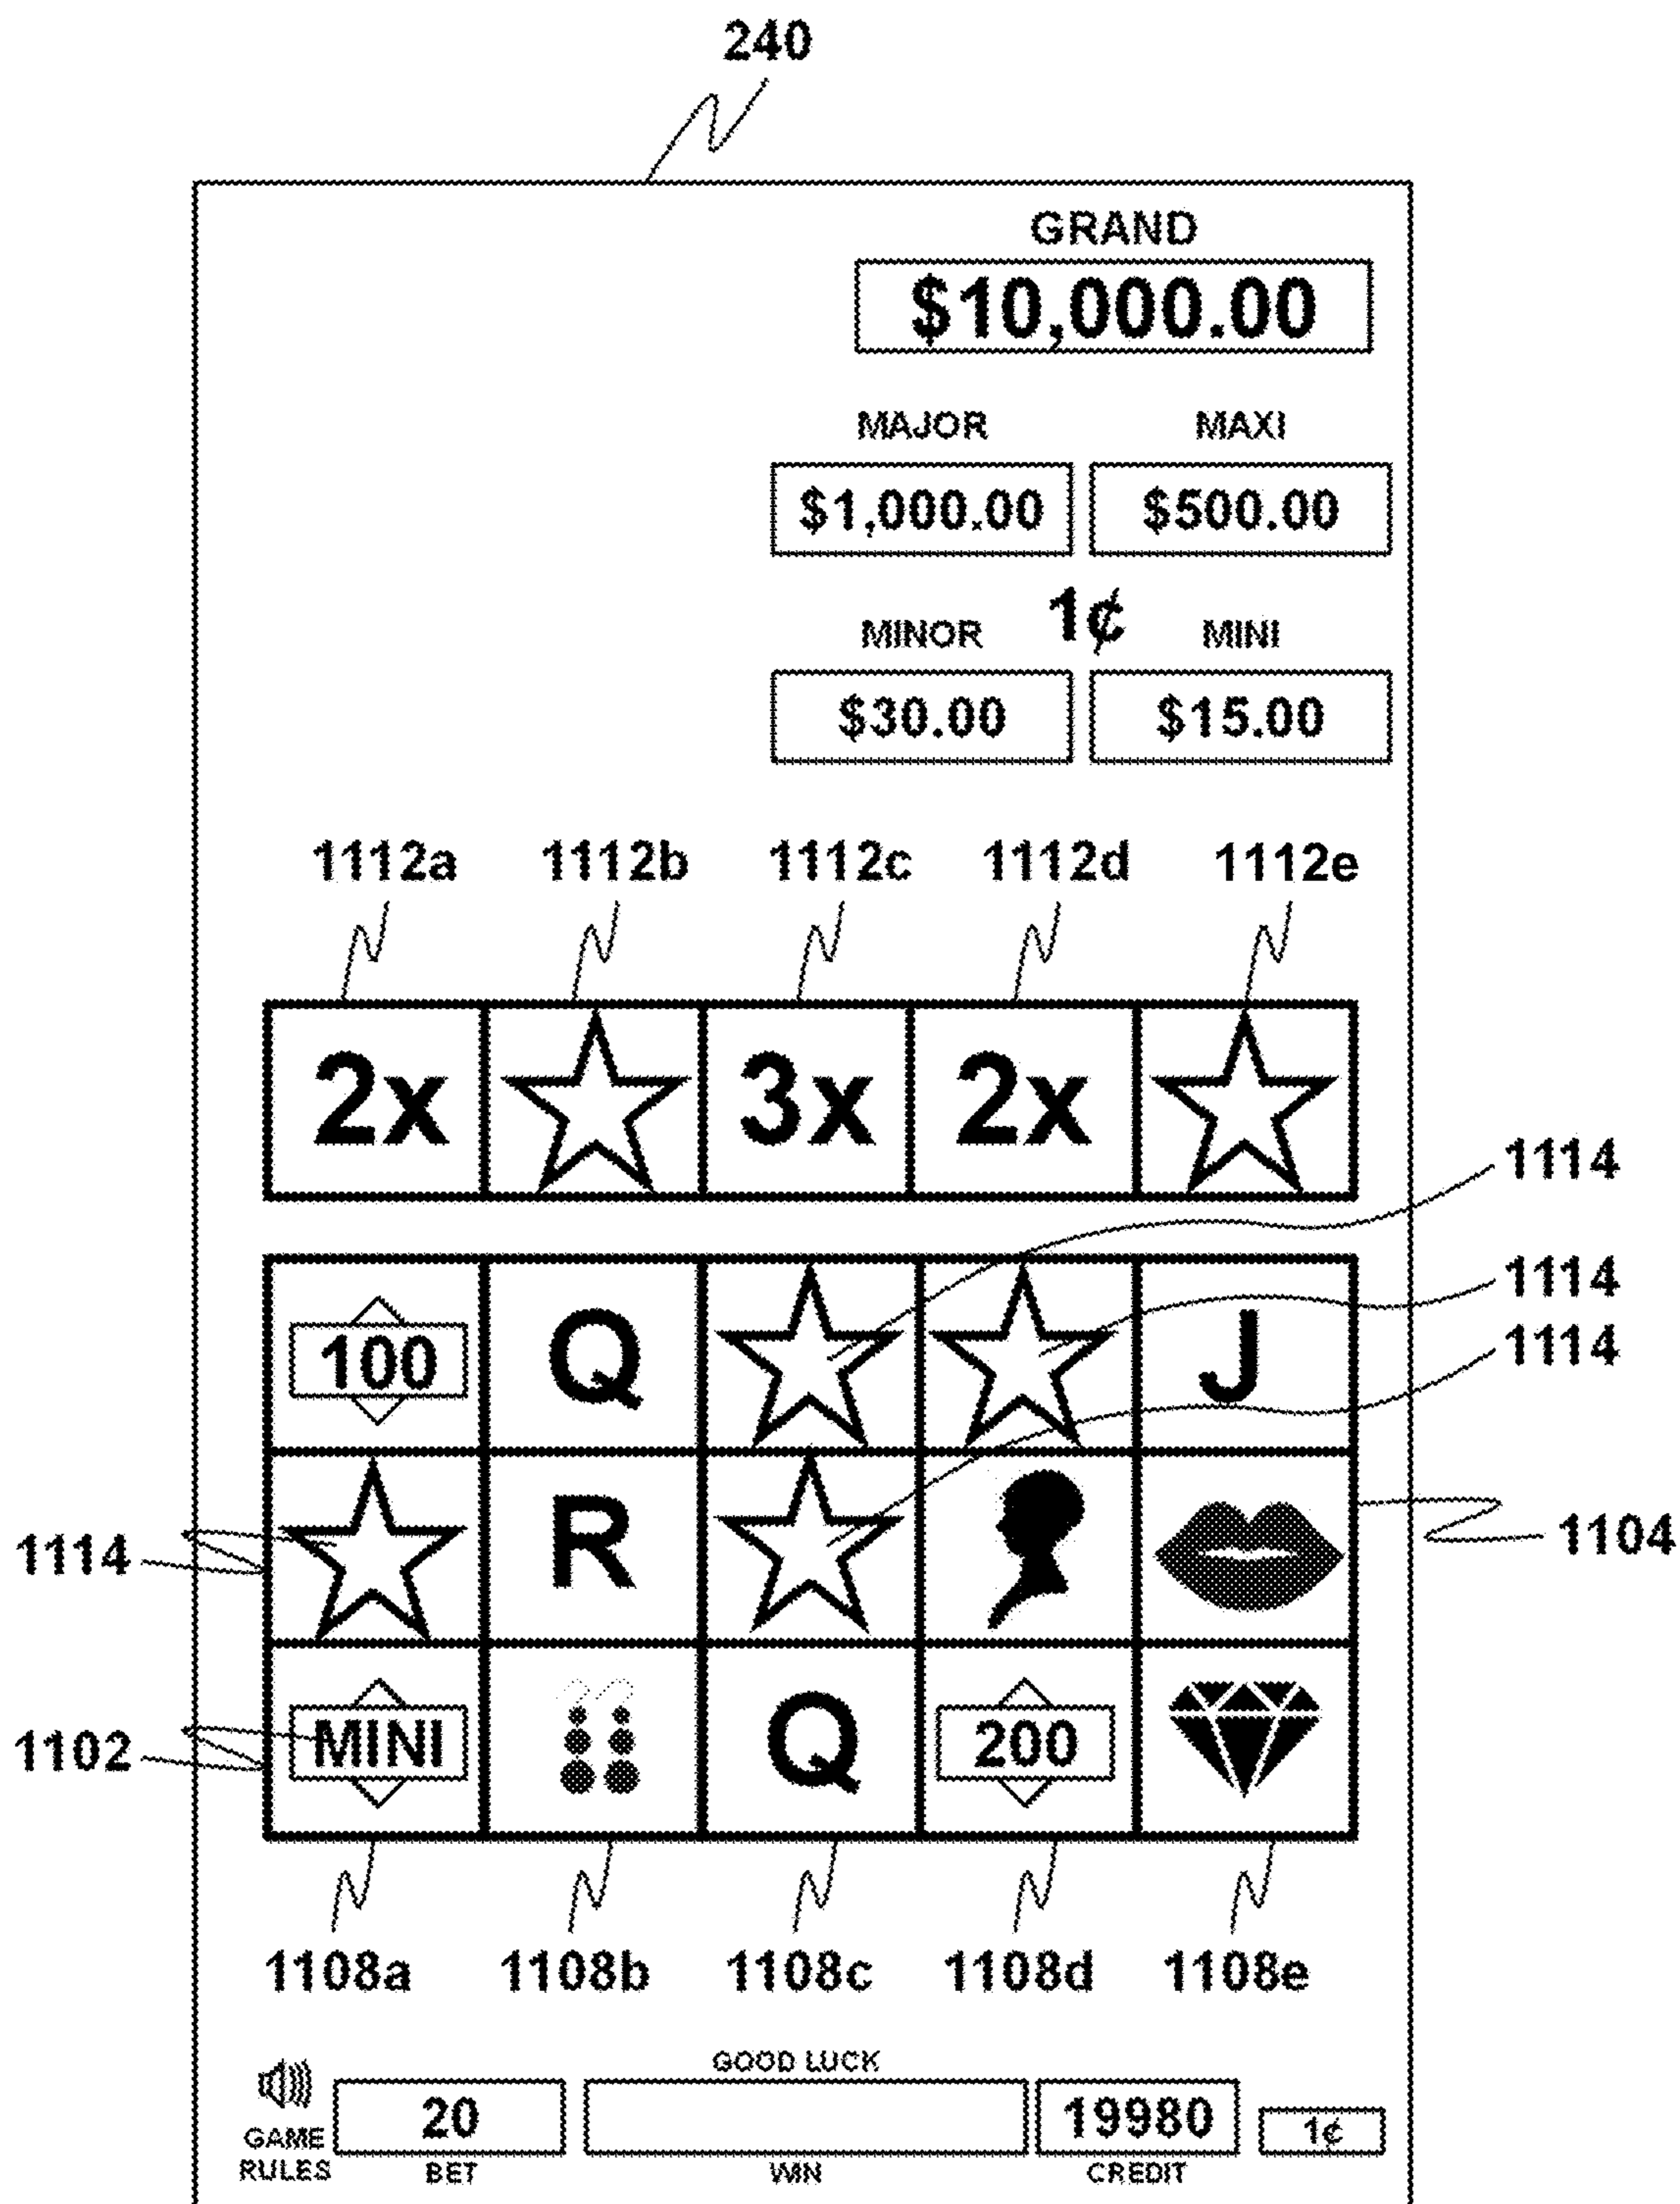 240
GRAND
$10,000.00
MAJOR MAXI
$1,000.00 $500.00
1¢
MINOR MINI
$30.00 $15.00
1112a 1112b 1112c 1112d 1112e
2x 3x 2x
1114
1114
100 Q J
1114
R
1114
1104
MINI Q 200
1102
1108a 1108b 1108c 1108d 1108e
GOOD LUCK
20 19980 1¢
GAME
RULES BET WIN CREDIT